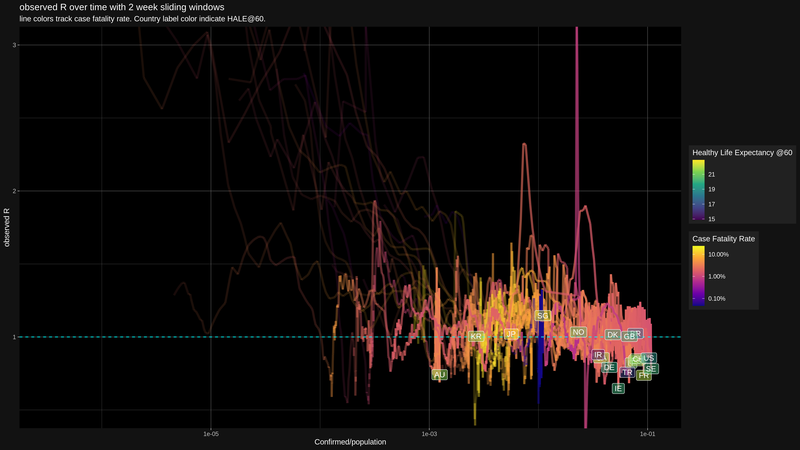 observed R over time with 2 week sliding windows
line colors track case fatality rate. Country label color indicate HALE@60.
3
2
1
observed R
1e-05
1e-03
1e-01
Confirmed/population
AU
KR
JP
SG
NO
DK
GB
IR
DE
TR
IE
FR
SE
US
Healthy Life Expectancy @60
21
19
17
15
Case Fatality Rate
10.00%
1.00%
0.10%